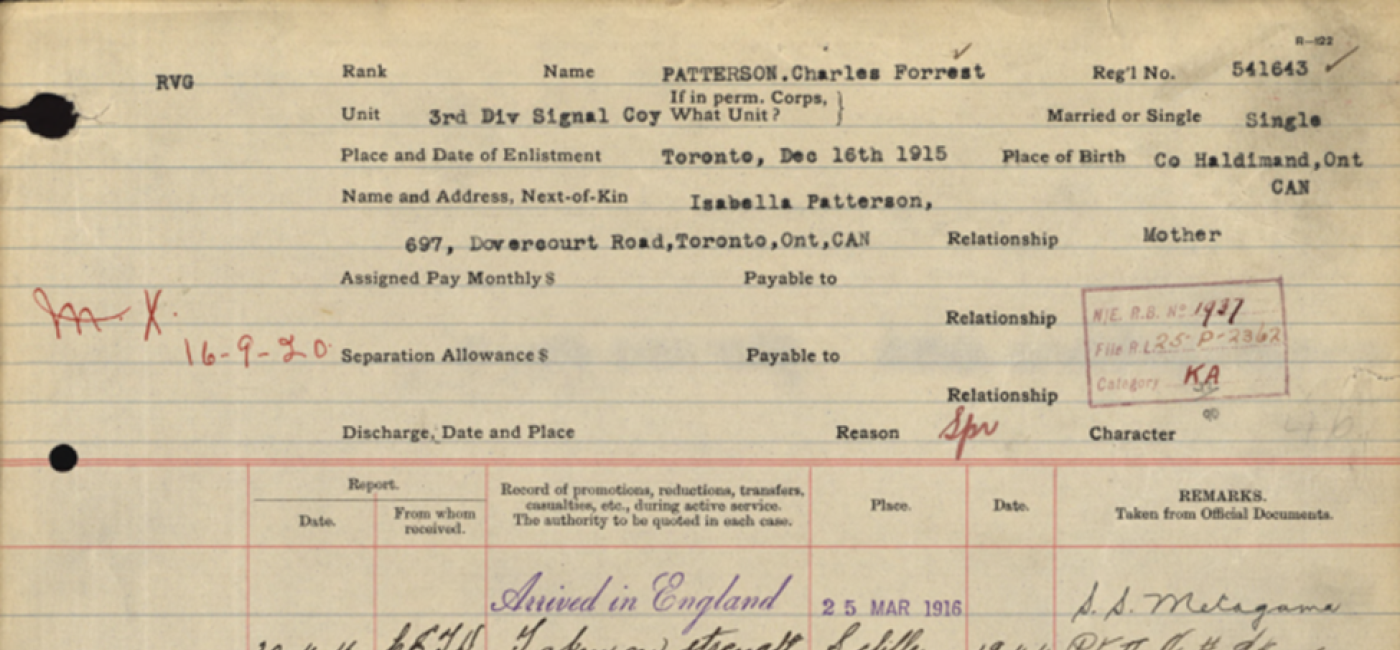 R-122
RVG
Rank Name PATTERSON.Charles Forrest Reg'l No. 541643
Unit 3rd Div Signal Coy If in perm. Corps, What Unit? Married or Single Single
Place and Date of Enlistment Toronto, Dec 16th 1915 Place of Birth Co Haldimand,Ont
CAN
Name and Address, Next-of-Kin Isabella Patterson,
697, Dovercourt Road,Toronto,Ont,CAN Relationship Mother
Assigned Pay Monthly $ Payable to
Relationship
N/E. R.B. No 1937
File R.L. 25-P-2362
Category KA
M X.
16-9-20
Separation Allowance $ Payable to
Relationship
Discharge, Date and Place Reason Spr Character
Report.
Date.
From whom received.
Record of promotions, reductions, transfers,
casualties, etc., during active service.
The authority to be quoted in each case.
Place.
Date.
REMARKS.
Taken from Official Documents.
Arrived in England 25 MAR 1916 S. S. Metagama